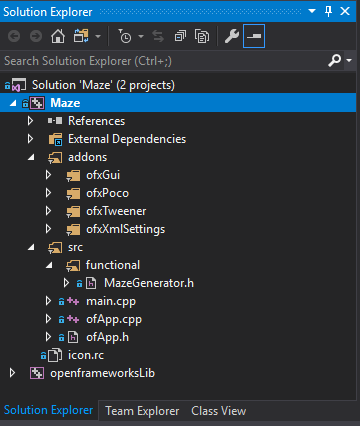 Solution Explorer
Search Solution Explorer (Ctrl+;)
Solution 'Maze' (2 projects)
Maze
References
External Dependencies
addons
ofxGui
ofxPoco
ofxTweener
ofxXmlSettings
src
functional
MazeGenerator.h
main.cpp
ofApp.cpp
ofApp.h
icon.rc
openframeworksLib
Solution Explorer Team Explorer Class View